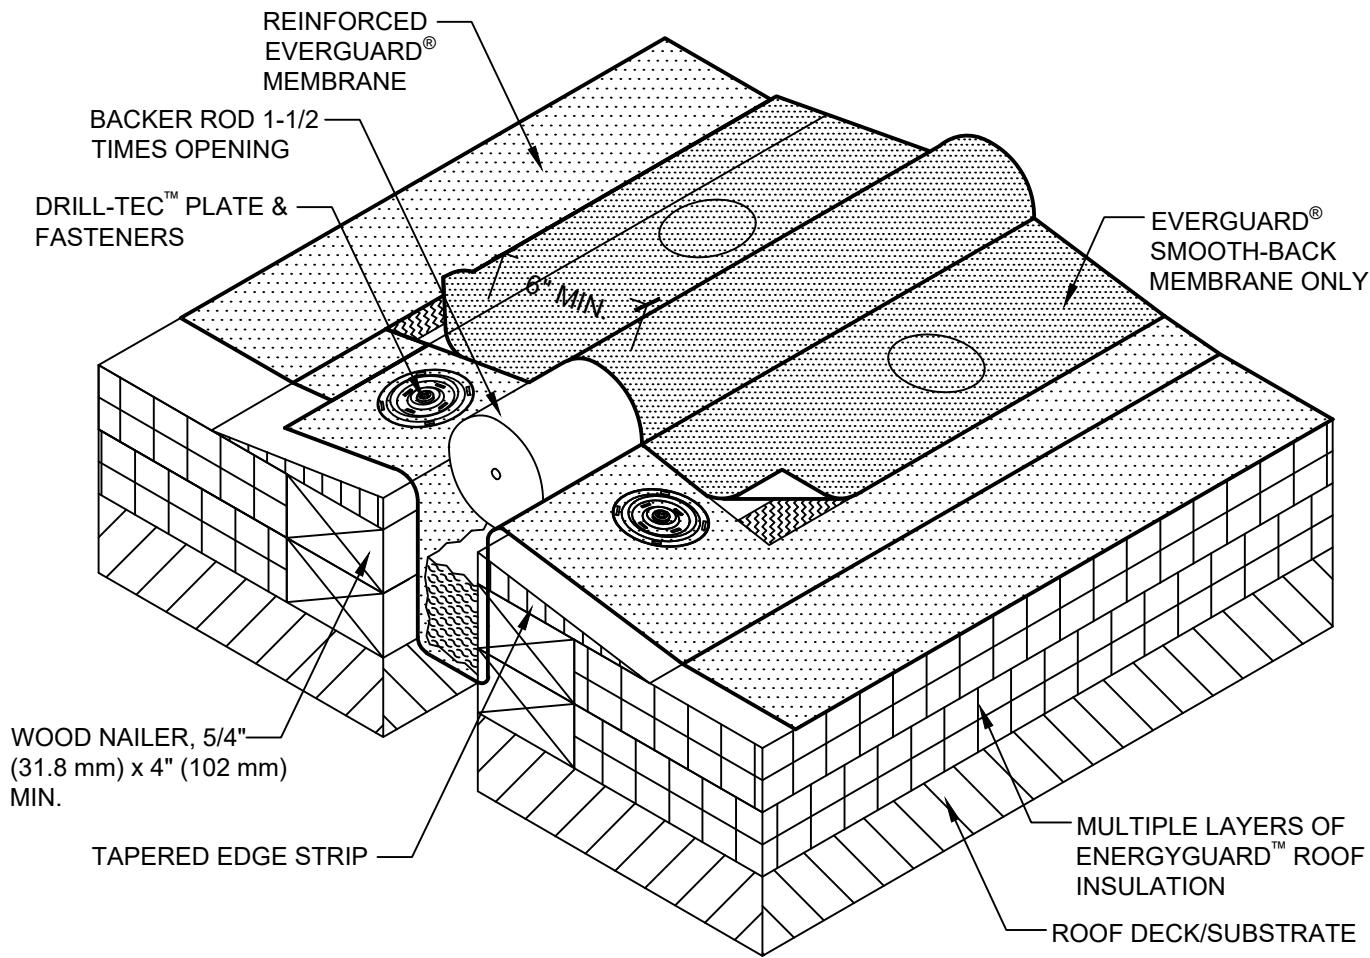 REINFORCED
EVERGUARD®
MEMBRANE
BACKER ROD 1-1/2
TIMES OPENING
DRILL-TEC™ PLATE &
FASTENERS
EVERGUARD®
SMOOTH-BACK
MEMBRANE ONLY
6" MIN.
WOOD NAILER, 5/4"
(31.8 mm) x 4" (102 mm)
MIN.
TAPERED EDGE STRIP
MULTIPLE LAYERS OF
ENERGYGUARD™ ROOF
INSULATION
ROOF DECK/SUBSTRATE